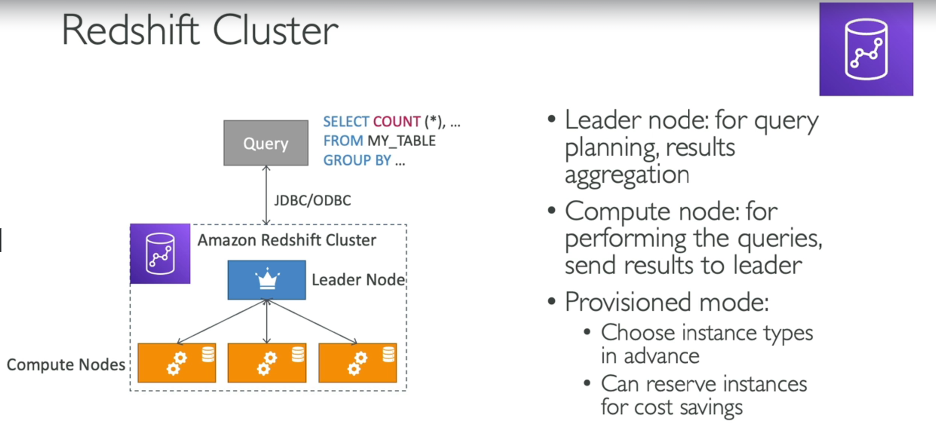 Redshift Cluster
Query
SELECT COUNT (*), ...
FROM MY_TABLE
GROUP BY ...
JDBC/ODBC
Amazon Redshift Cluster
Leader Node
Compute Nodes
• Leader node: for query
planning, results
aggregation
• Compute node: for
performing the queries,
send results to leader
• Provisioned mode:
• Choose instance types
in advance
• Can reserve instances
for cost savings